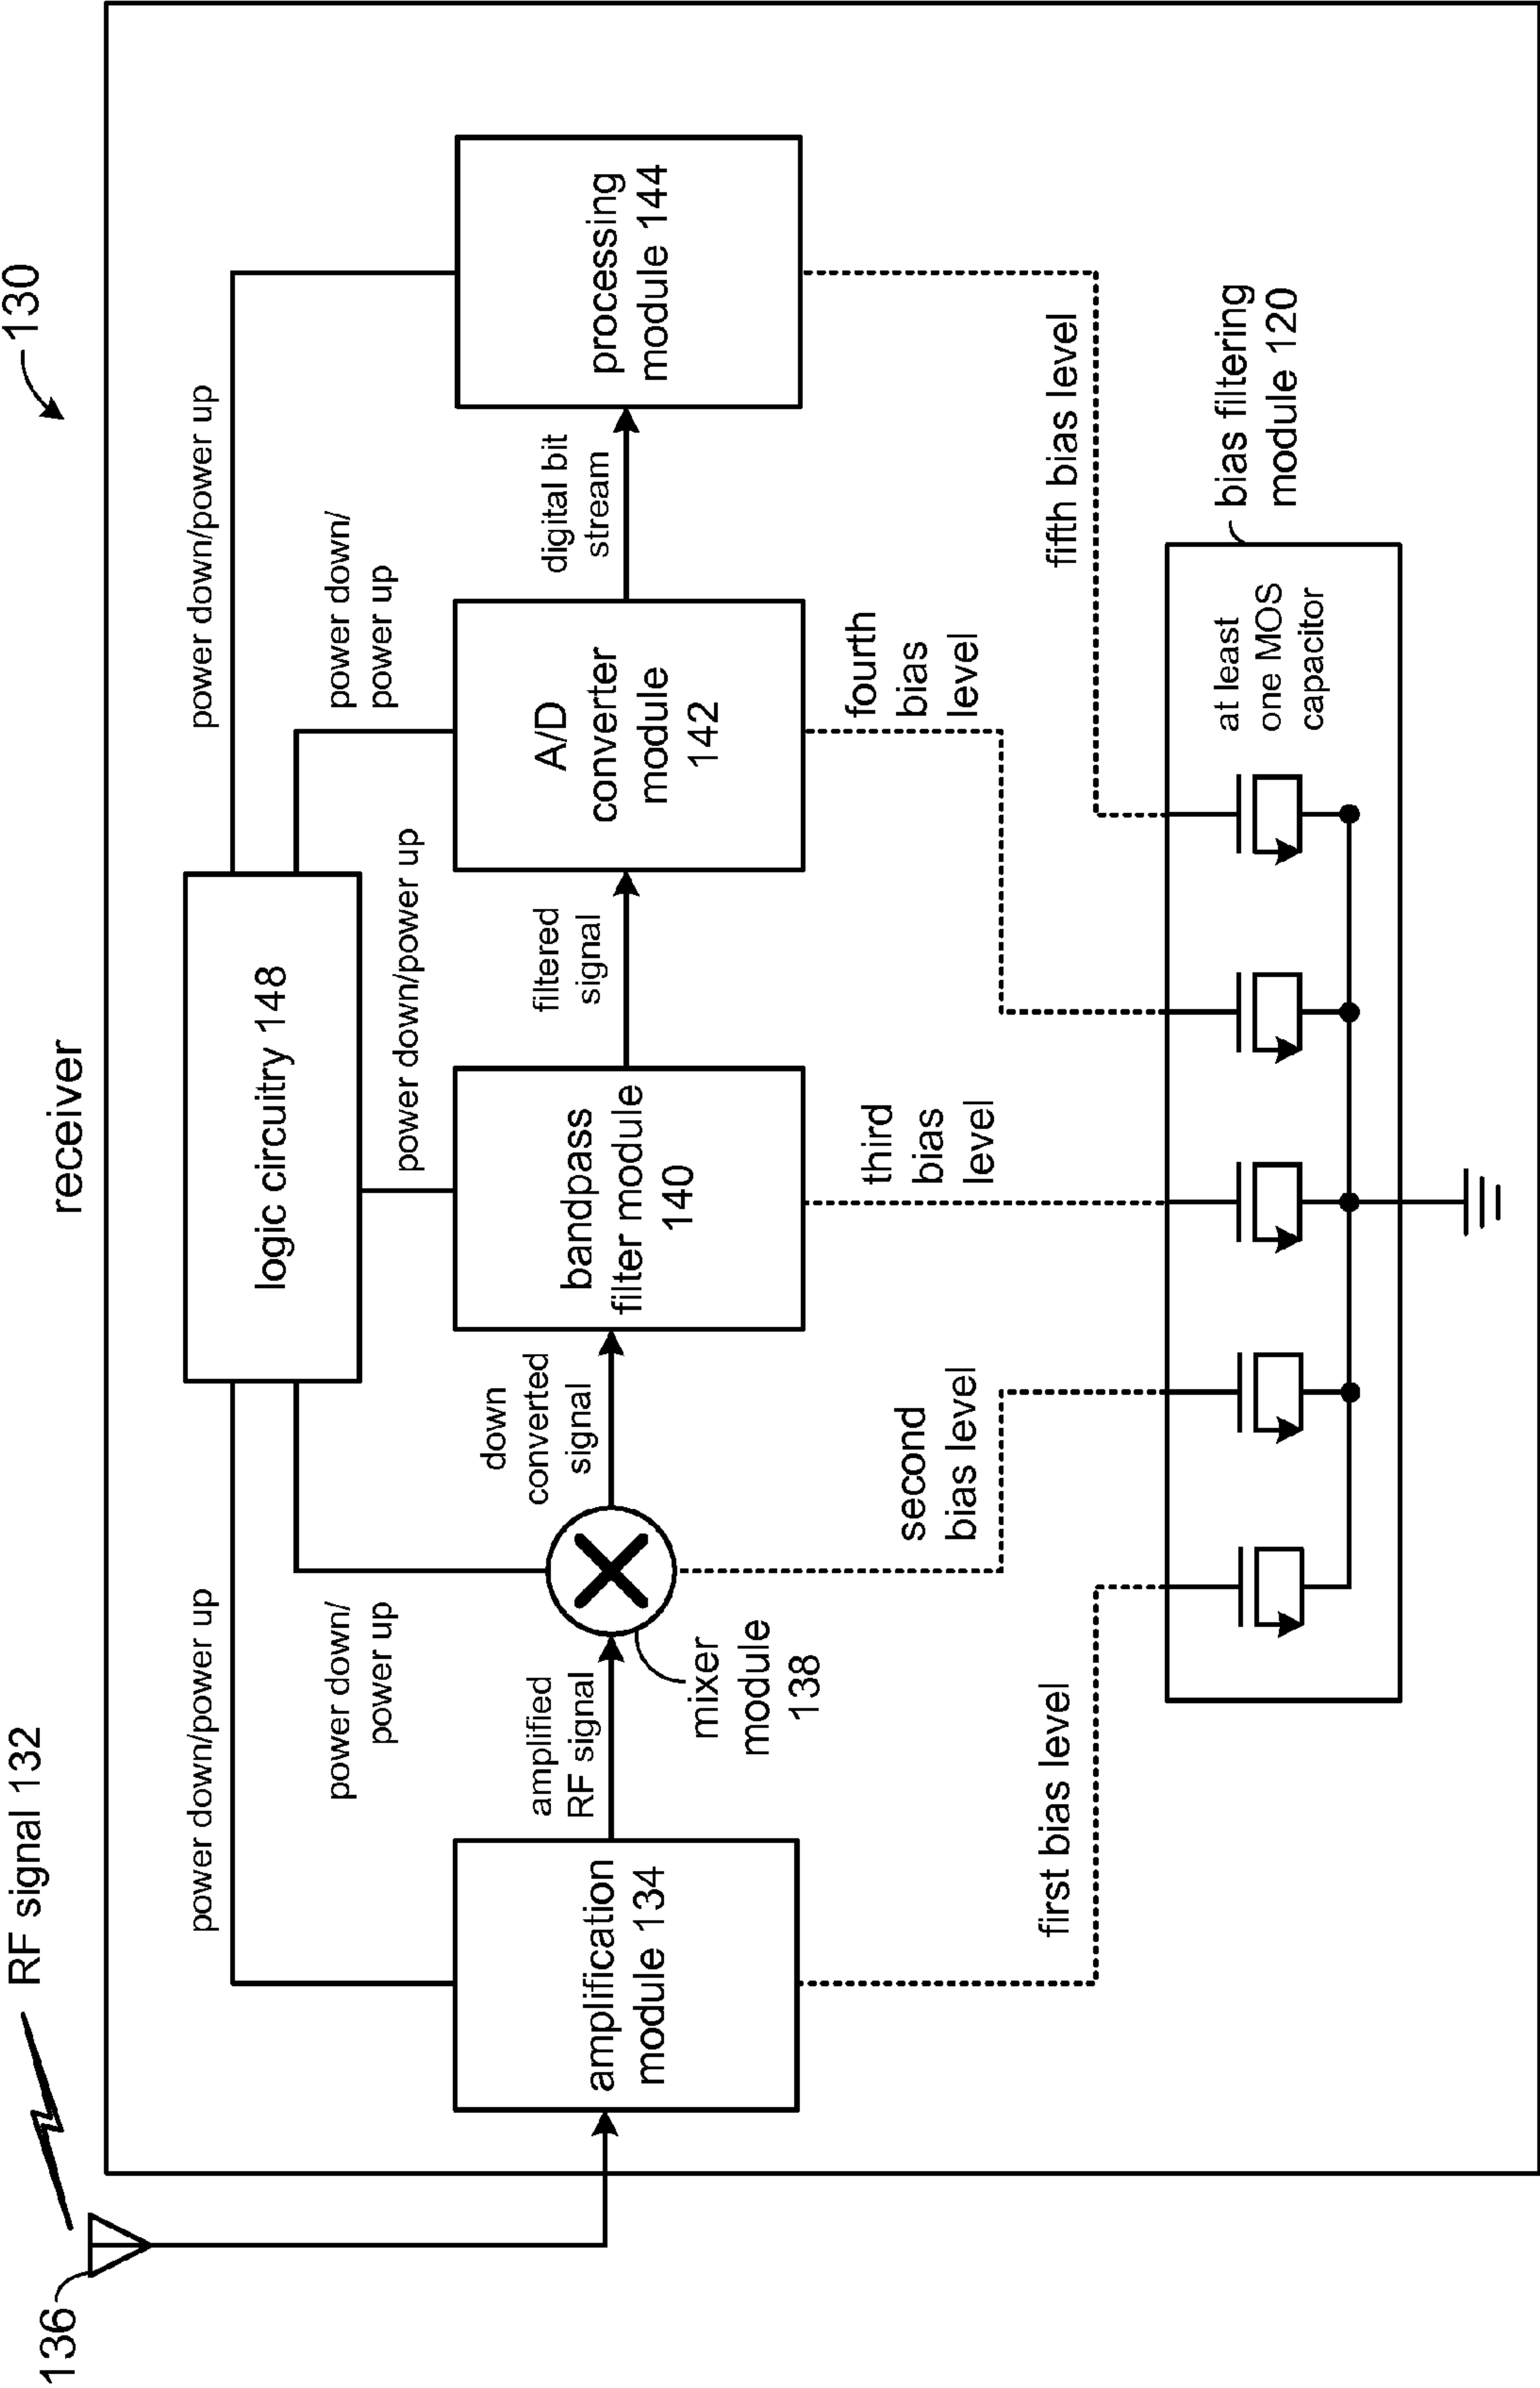 130
RF signal 132
receiver
136
logic circuitry 148
power down/power up
power down/
power up
power down/power up
power down/
power up
power down/power up
amplification
module 134
amplified
RF signal
mixer
module
138
down
converted
signal
bandpass
filter module
140
filtered
signal
A/D
converter
module
142
digital bit
stream
processing
module 144
first bias level
second
bias level
third
bias
level
fourth
bias
level
fifth bias level
at least
one MOS
capacitor
bias filtering
module 120